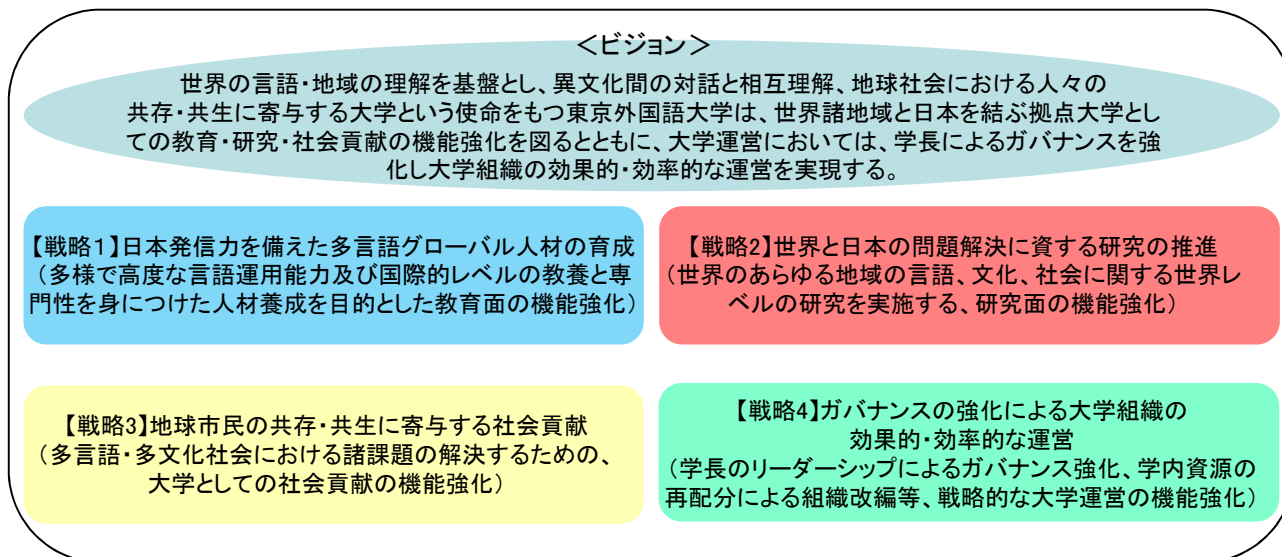 ＜ビジョン＞
世界の言語・地域の理解を基盤とし、異文化間の対話と相互理解、地球社会における人々の
共存・共生に寄与する大学という使命をもつ東京外国語大学は、世界諸地域と日本を結ぶ拠点大学とし
ての教育・研究・社会貢献の機能強化を図るとともに、大学運営においては、学長によるガバナンスを強
化し大学組織の効果的・効率的な運営を実現する。
【戦略１】日本発信力を備えた多言語グローバル人材の育成
（多様で高度な言語運用能力及び国際的レベルの教養と専
門性を身につけた人材養成を目的とした教育面の機能強化）
【戦略2】世界と日本の問題解決に資する研究の推進
（世界のあらゆる地域の言語、文化、社会に関する世界レ
ベルの研究を実施する、研究面の機能強化）
【戦略3】地球市民の共存・共生に寄与する社会貢献
（多言語・多文化社会における諸課題の解決するための、
大学としての社会貢献の機能強化）
【戦略4】ガバナンスの強化による大学組織の
効果的・効率的な運営
（学長のリーダーシップによるガバナンス強化、学内資源の
再配分による組織改編等、戦略的な大学運営の機能強化）